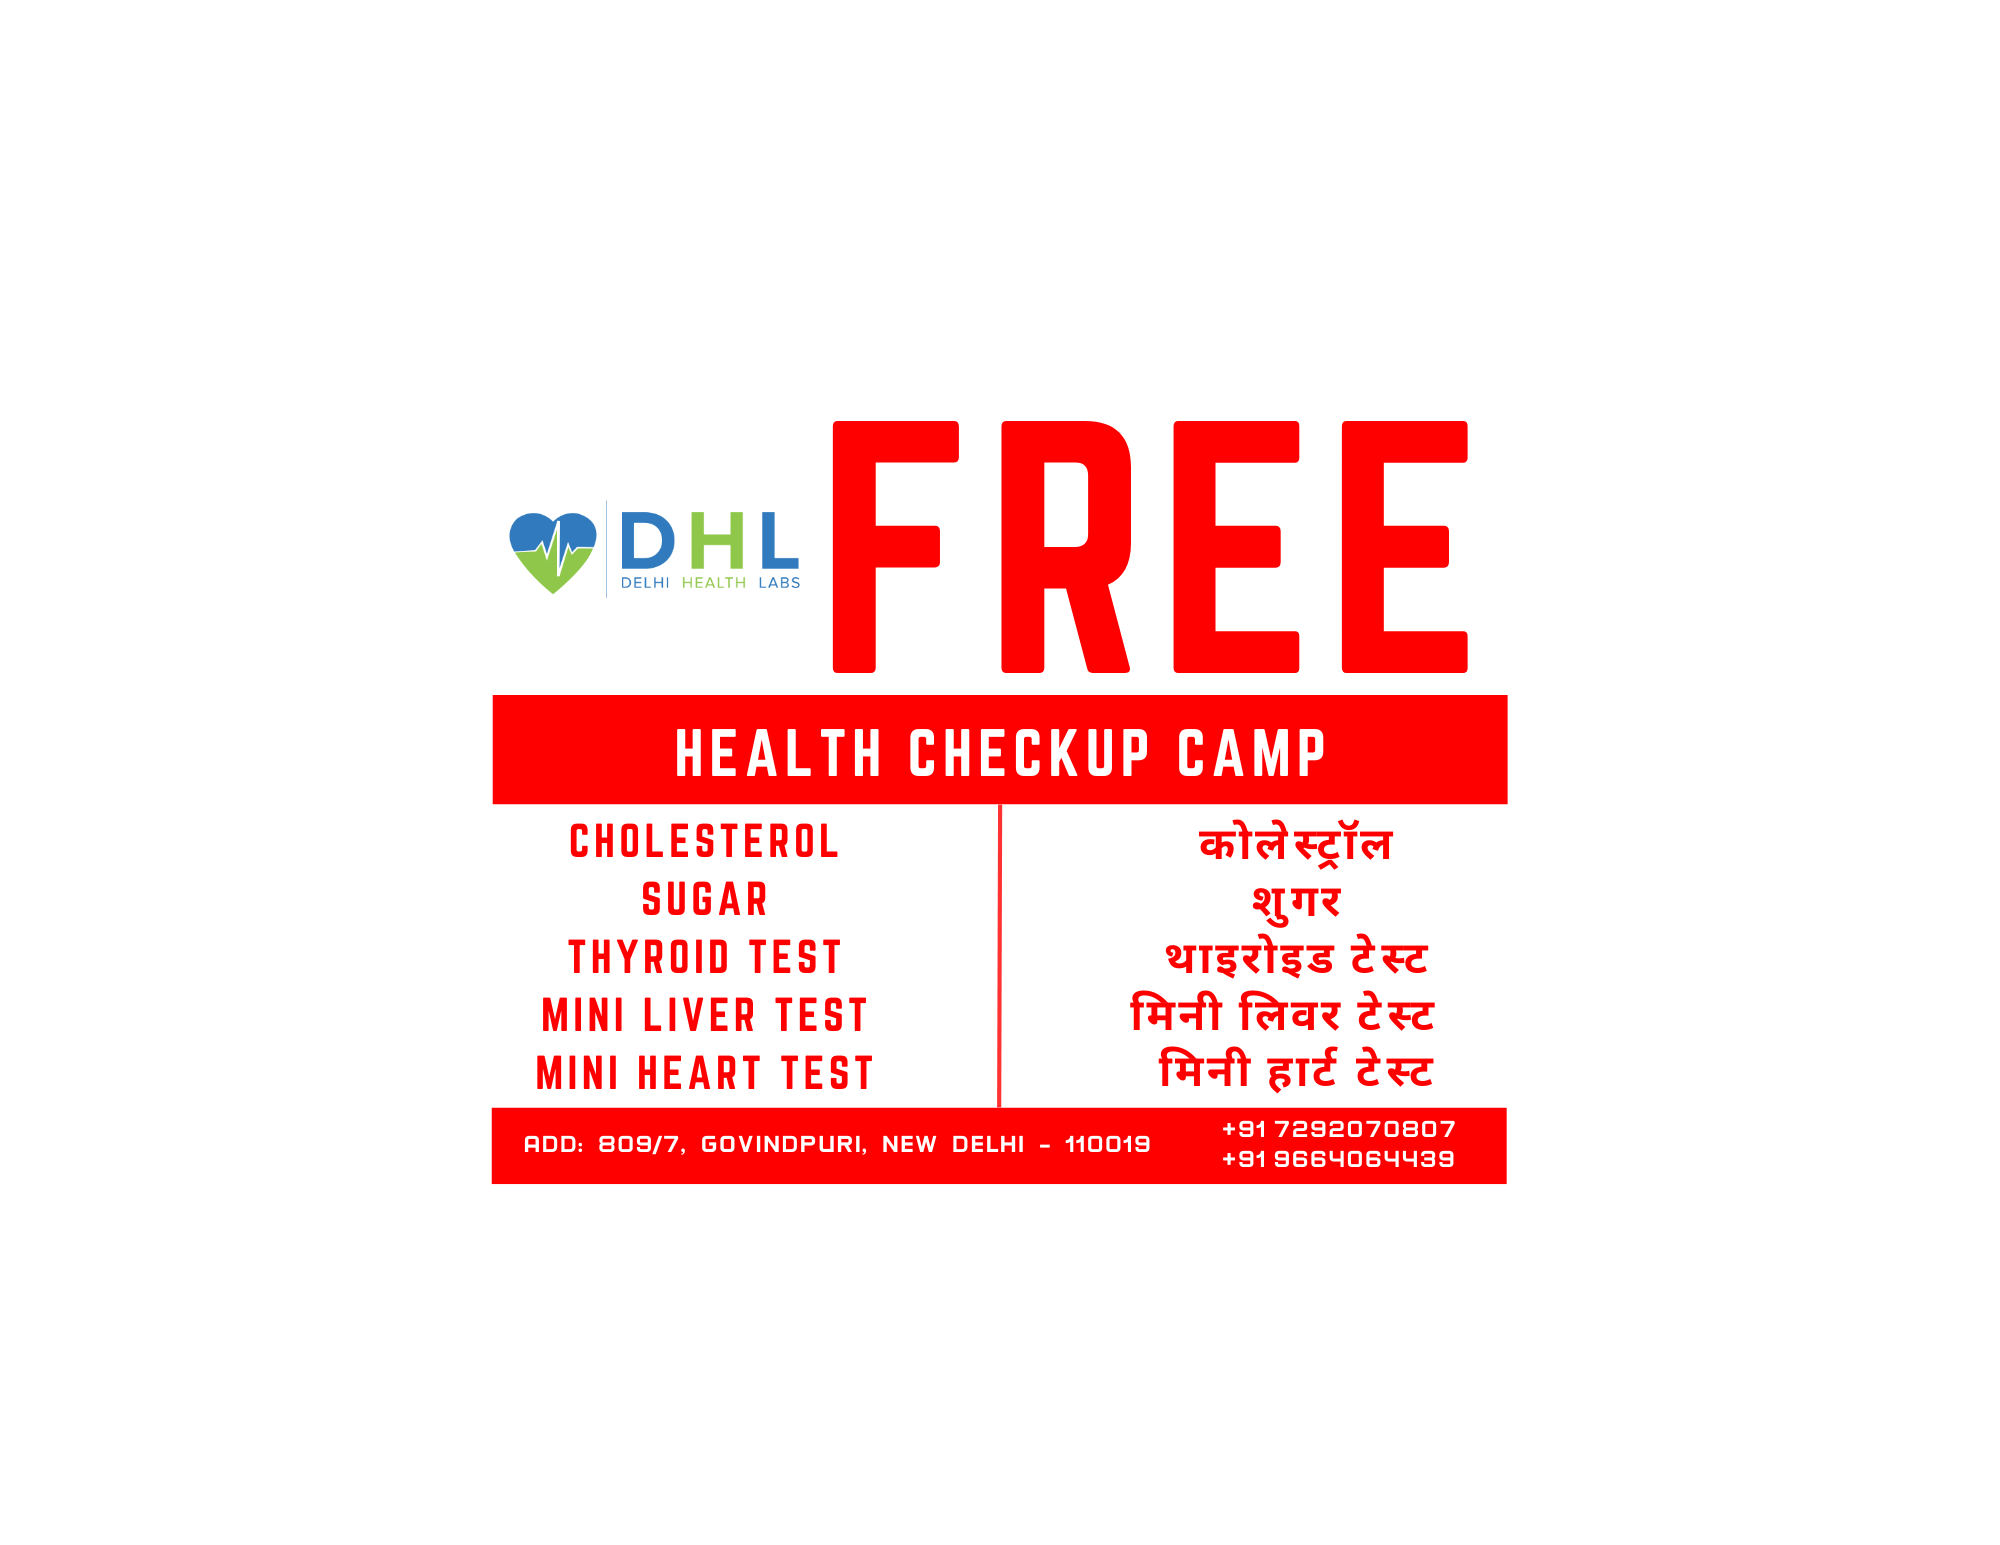 FREE
DHL
DELHI HEALTH LABS
HEALTH CHECKUP CAMP
CHOLESTEROL
SUGAR
THYROID TEST
MINI LIVER TEST
MINI HEART TEST
कोलेस्ट्रॉल
शुगर
थाइरोइड टेस्ट
मिनी लिवर टेस्ट
मिनी हार्ट टेस्ट
ADD: 809/7, GOVINDPURI, NEW DELHI - 110019
+91 7292070807
+91 9664064439